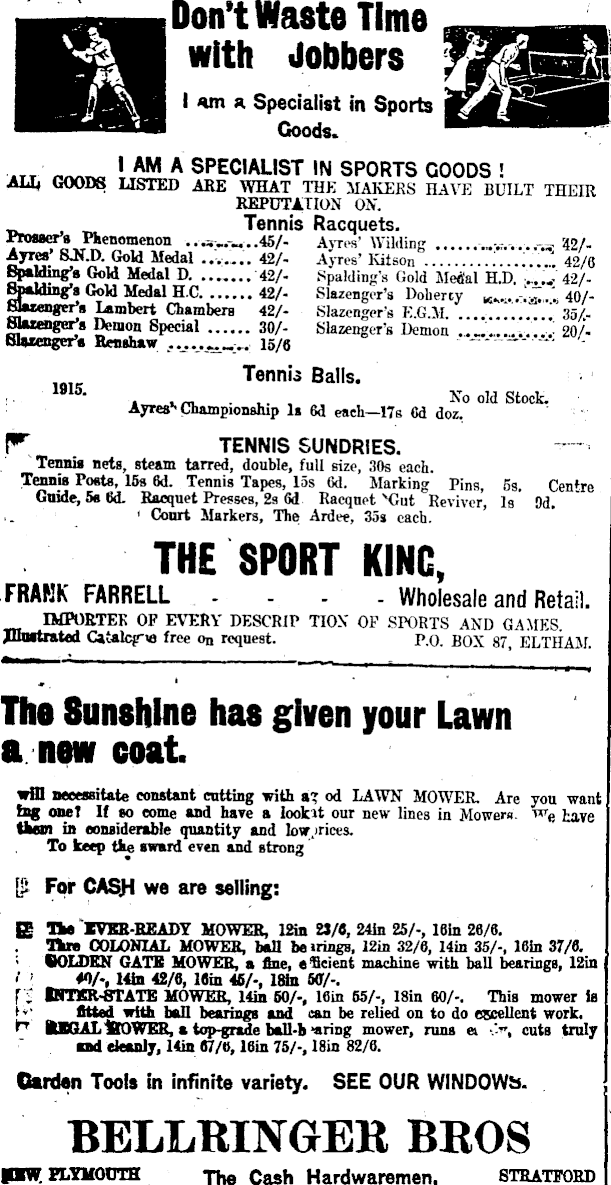 Don't Waste Time
with Jobbers
I am a Specialist in Sports
Goods.
I AM A SPECIALIST IN SPORTS GOODS !
ALL GOODS LISTED ARE WHAT THE MAKERS HAVE BUILT THEIR
REPUTATION ON.
Tennis Racquets.
Prosser's Phenomenon ........45/-
Ayres' S.N.D. Gold Medal ....... 42/-
Spalding's Gold Medal D. ....... 42/-
Spalding's Gold Medal H.C. ...... 42/-
Slazenger's Lambert Chambers 42/-
Slazenger's Demon Special ...... 30/-
Slazenger's Renshaw ............ 15/6
Ayres' Wilding .................. 42/-
Ayres' Kitson .................... 42/6
Spalding's Gold Medal H.D. ..... 42/-
Slazenger's Doherty ............ 40/-
Slazenger's E.G.M. .............. 35/-
Slazenger's Demon .............. 20/-
Tennis Balls.
1915. No old Stock.
Ayres' Championship 1s 6d each—17s 6d doz.
TENNIS SUNDRIES.
Tennis nets, steam tarred, double, full size, 30s each.
Tennis Posts, 15s 6d. Tennis Tapes, 15s 6d. Marking Pins, 5s. Centre
Guide, 5s 6d. Racquet Presses, 2s 6d Racquet Gut Reviver, 1s 9d.
Court Markers, The Ardee, 35s each.
THE SPORT KING,
FRANK FARRELL - - - - Wholesale and Retail.
IMPORTER OF EVERY DESCRIP TION OF SPORTS AND GAMES.
Illustrated Catalogue free on request. P.O. BOX 87, ELTHAM.
The Sunshine has given your Lawn
a new coat.
will necessitate constant cutting with a od LAWN MOWER. Are you want
ing one? If so come and have a look at our new lines in Mowers. We have
them in considerable quantity and low prices.
To keep the sward even and strong
For CASH we are selling:
The EVER-READY MOWER, 12in 23/6, 24in 25/-, 16in 26/6.
Thre COLONIAL MOWER, ball bearings, 12in 32/6, 14in 35/-, 16in 37/6.
GOLDEN GATE MOWER, a fine, efficient machine with ball bearings, 12in
40/-, 14in 42/6, 16in 45/-, 18in 50/-.
INTER-STATE MOWER, 14in 50/-, 16in 55/-, 18in 60/-. This mower is
fitted with ball bearings and can be relied on to do excellent work.
REGAL MOWER, a top-grade ball-bearing mower, runs cuts truly
and cleanly, 14in 67/6, 16in 75/-, 18in 82/6.
Garden Tools in infinite variety. SEE OUR WINDOWS.
BELLRINGER BROS
NEW PLYMOUTH The Cash Hardwaremen, STRATFORD